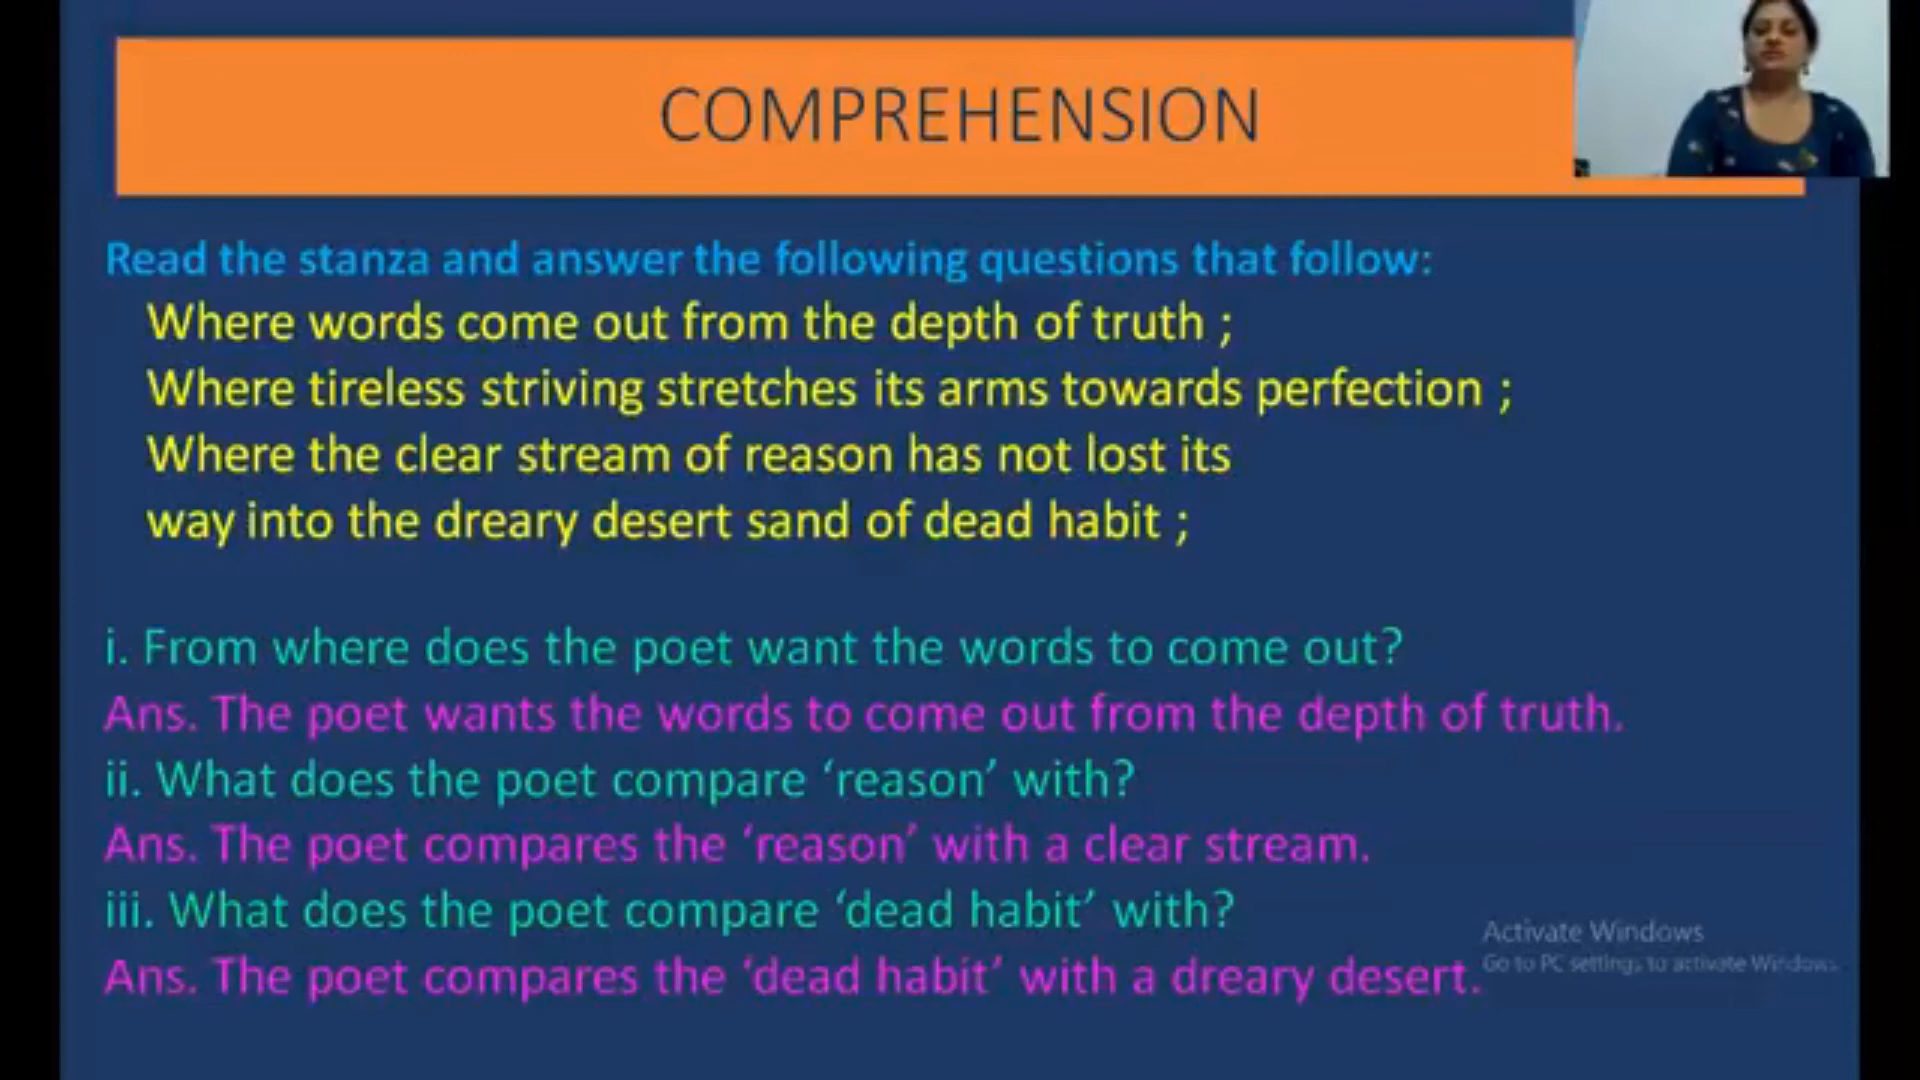 COMPREHENSION
Read the stanza and answer the following questions that follow:
Where words come out from the depth of truth ;
Where tireless striving stretches its arms towards perfection ;
Where the clear stream of reason has not lost its
way into the dreary desert sand of dead habit ;
i. From where does the poet want the words to come out?
Ans. The poet wants the words to come out from the depth of truth.
ii. What does the poet compare ‘reason’ with?
Ans. The poet compares the ‘reason’ with a clear stream.
iii. What does the poet compare ‘dead habit’ with?
Ans. The poet compares the ‘dead habit’ with a dreary desert.
Activate Windows
Go to PC settings to activate Windows.